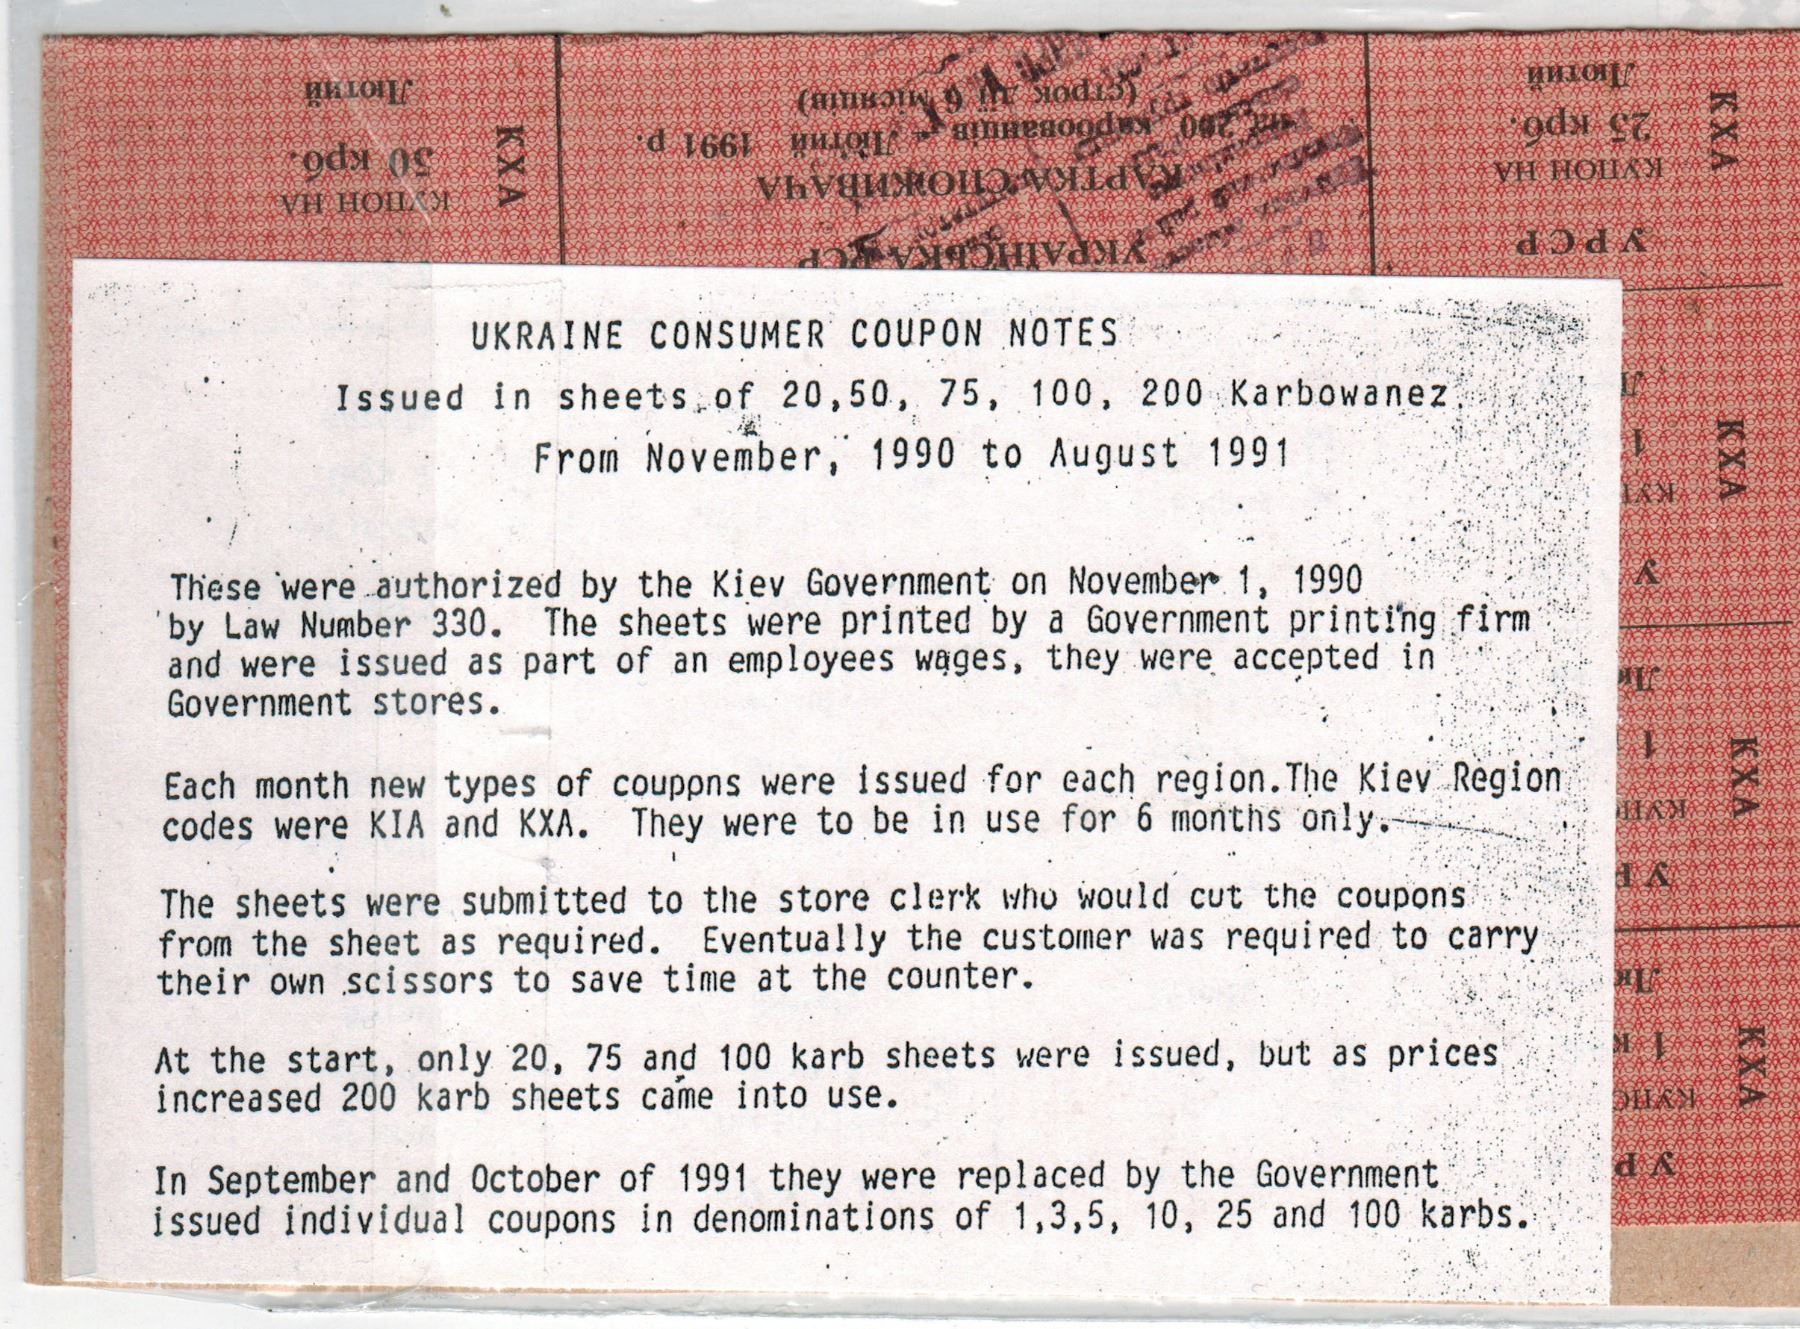 Лютий
50 крб.
КУПОН НА
КХА
(строк дії 6 місяців)
на 200 карбованців – Лютий 1991 р.
КАРТКА СПОЖИВАЧА
УКРАЇНСЬКА РСР
Лютий
25 крб.
КУПОН НА
УРСР
КХА
КХА
КХА
КХА
UKRAINE CONSUMER COUPON NOTES
Issued in sheets of 20,50, 75, 100, 200 Karbowanez.
From November, 1990 to August 1991
These were authorized by the Kiev Government on November 1, 1990
by Law Number 330. The sheets were printed by a Government printing firm
and were issued as part of an employees wages, they were accepted in
Government stores.
Each month new types of couppns were issued for each region.The Kiev Region
codes were KIA and KXA. They were to be in use for 6 months only.
The sheets were submitted to the store clerk who would cut the coupons
from the sheet as required. Eventually the customer was required to carry
their own scissors to save time at the counter.
At the start, only 20, 75 and 100 karb sheets were issued, but as prices
increased 200 karb sheets came into use.
In September and October of 1991 they were replaced by the Government
issued individual coupons in denominations of 1,3,5, 10, 25 and 100 karbs.